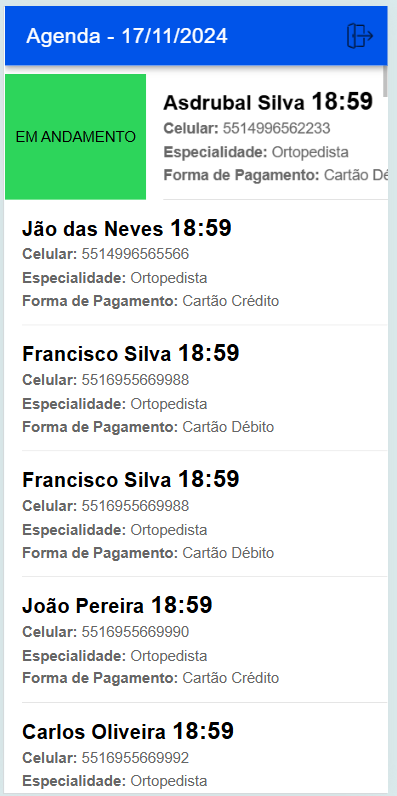 Agenda - 17/11/2024
EM ANDAMENTO
Asdrubal Silva 18:59
Celular: 5514996562233
Especialidade: Ortopedista
Forma de Pagamento: Cartão Dé
Jão das Neves 18:59
Celular: 5514996565566
Especialidade: Ortopedista
Forma de Pagamento: Cartão Crédito
Francisco Silva 18:59
Celular: 5516955669988
Especialidade: Ortopedista
Forma de Pagamento: Cartão Débito
Francisco Silva 18:59
Celular: 5516955669988
Especialidade: Ortopedista
Forma de Pagamento: Cartão Débito
João Pereira 18:59
Celular: 5516955669990
Especialidade: Ortopedista
Forma de Pagamento: Cartão Crédito
Carlos Oliveira 18:59
Celular: 5516955669992
Especialidade: Ortopedista